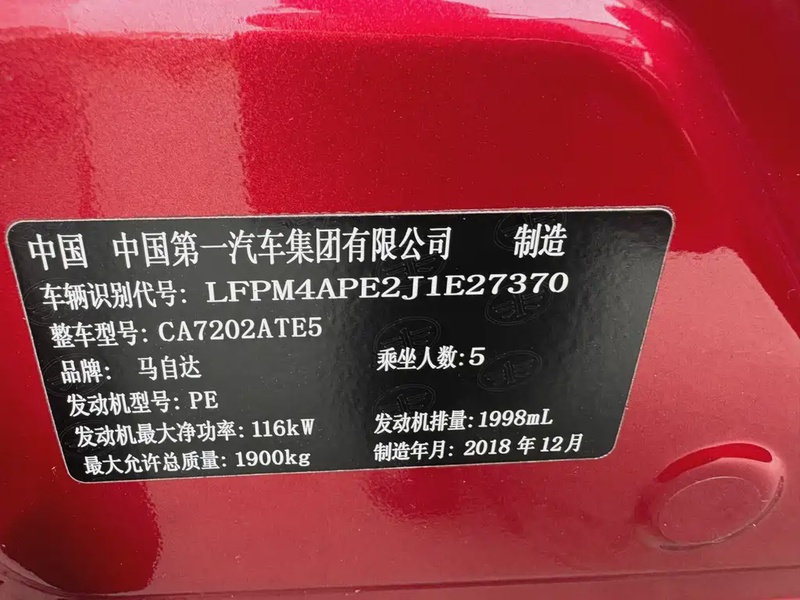 中国 中国第一汽车集团有限公司 制造
车辆识别代号: LFPM4APE2J1E27370
整车型号: CA7202ATE5
品牌: 马自达 乘坐人数: 5
发动机型号: PE
发动机最大净功率: 116kW 发动机排量: 1998mL
最大允许总质量: 1900kg 制造年月: 2018 年 12 月